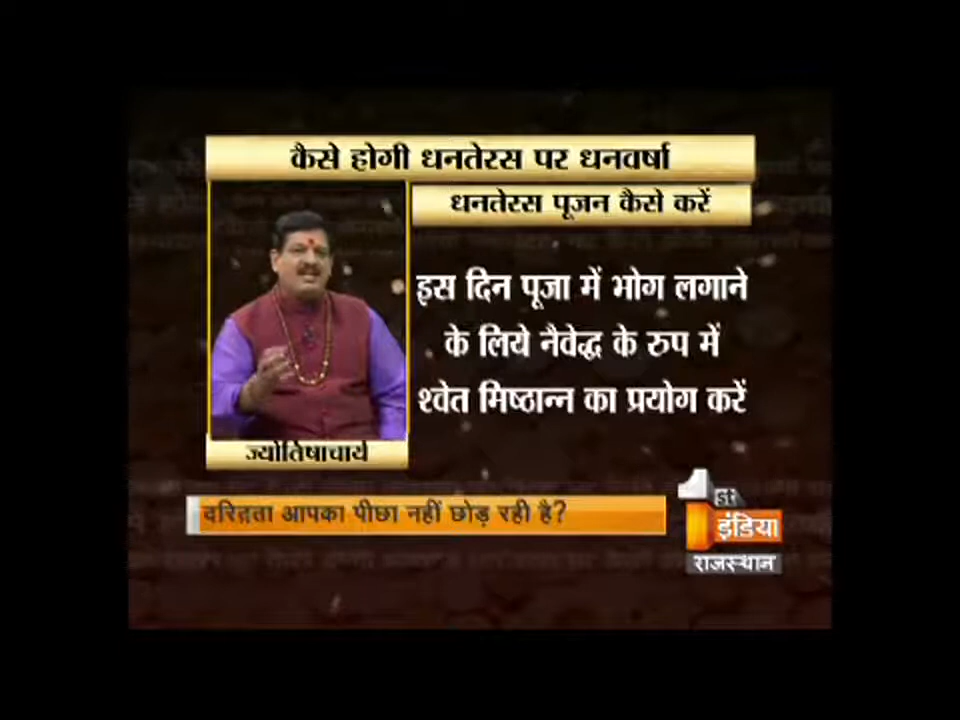 कैसे होगी धनतेरस पर धनवर्षा
धनतेरस पूजन कैसे करें
इस दिन पूजा में भोग लगाने
के लिये नैवेद्ध के रुप में
श्वेत मिष्ठान्न का प्रयोग करें
ज्योतिषाचार्य
दरिद्रता आपका पीछा नहीं छोड़ रही है?
1st
इंडिया
राजस्थान